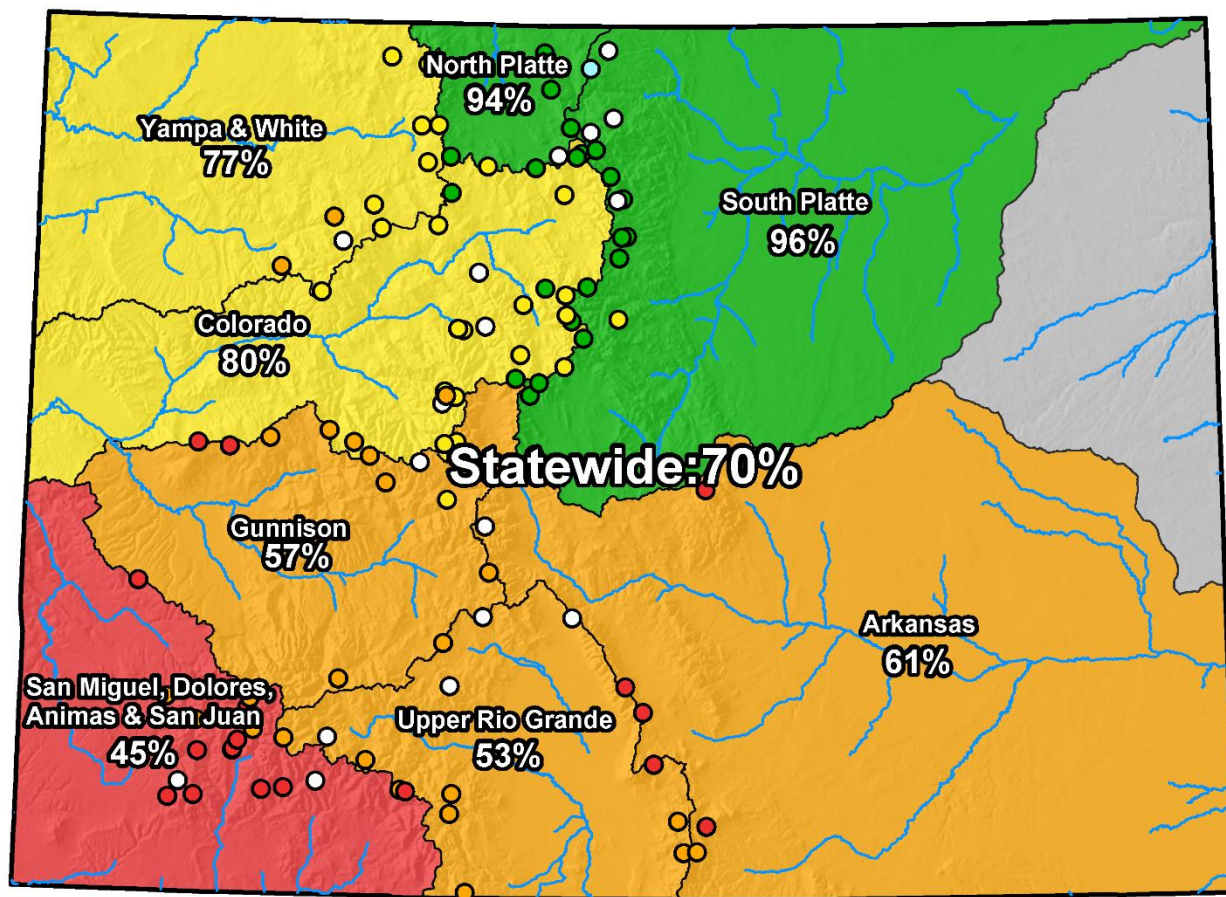 North Platte
94%
Yampa & White
77%
South Platte
96%
Colorado
80%
Statewide:70%
Gunnison
57%
Arkansas
61%
San Miguel, Dolores,
Animas & San Juan
45%
Upper Rio Grande
53%